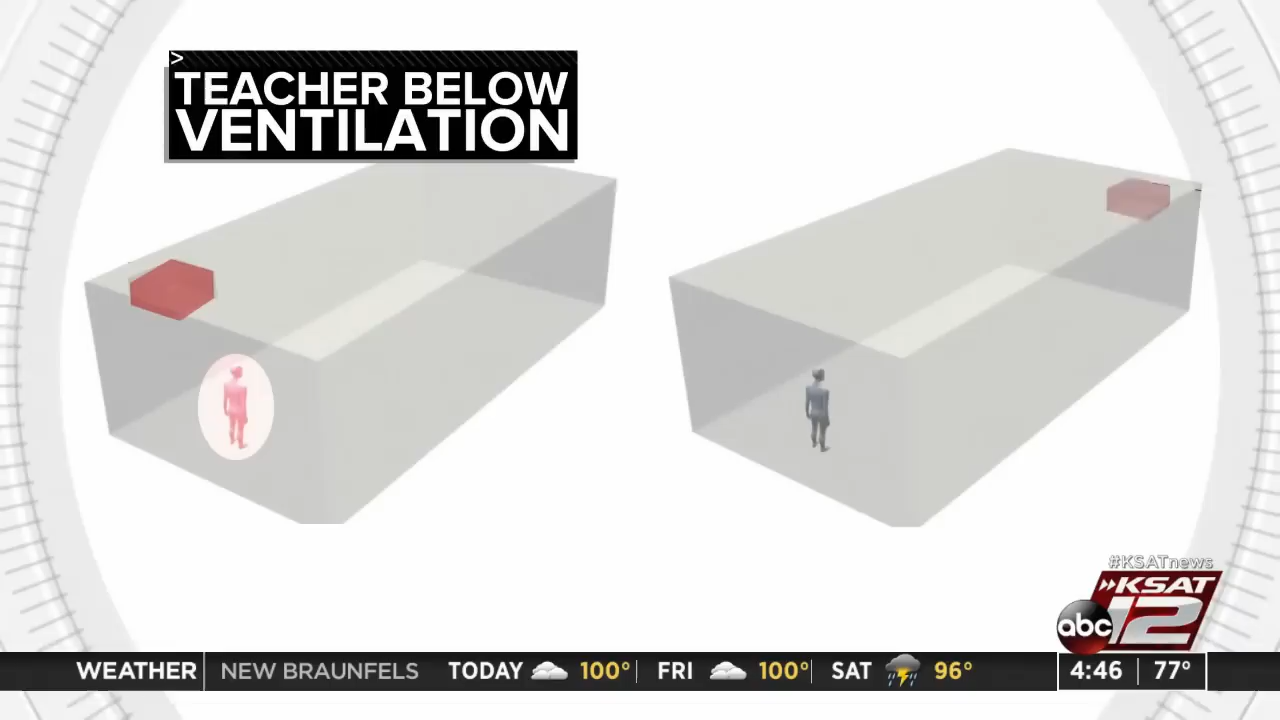 >
TEACHER BELOW
VENTILATION
#KSATnews
KSAT
abc 12
WEATHER NEW BRAUNFELS TODAY 100° FRI 100° SAT 96° 4:46 77°